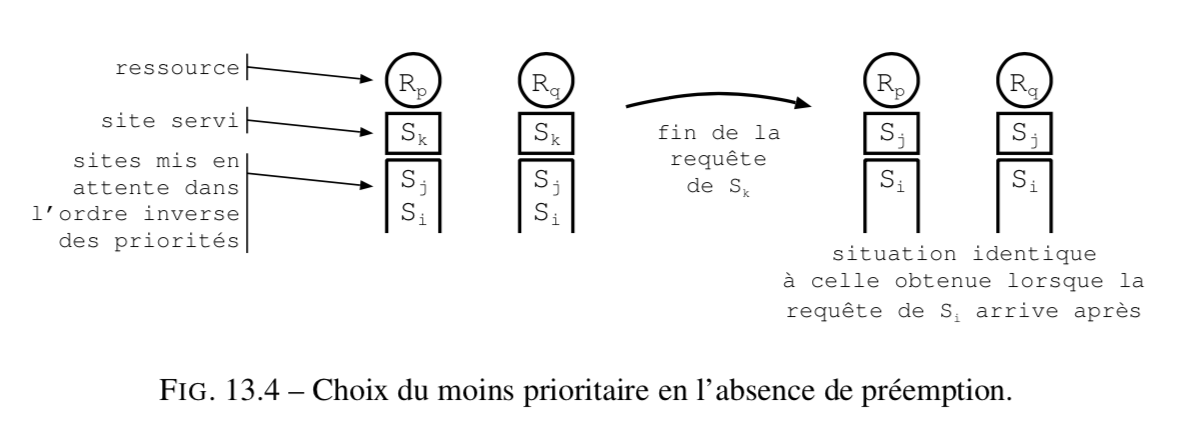 ressource
R_p
R_q
R_p
R_q
site servi
S_k
S_k
S_j
S_j
sites mis en
attente dans
l'ordre inverse
des priorités
S_j
S_i
S_j
S_i
fin de la
requête
de S_k
S_i
S_i
situation identique
à celle obtenue lorsque la
requête de S_i arrive après
FIG. 13.4 – Choix du moins prioritaire en l'absence de préemption.